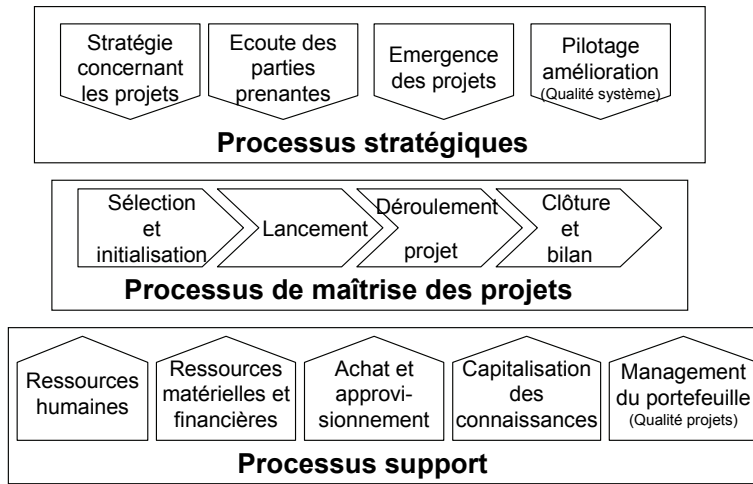 Stratégie
concernant
les projets
Ecoute des
parties
prenantes
Emergence
des projets
Pilotage
amélioration
(Qualité système)
Processus stratégiques
Sélection
et
initialisation
Lancement
Déroulement
projet
Clôture
et
bilan
Processus de maîtrise des projets
Ressources
humaines
Ressources
matérielles et
financières
Achat et
approvi-
sionnement
Capitalisation
des
connaissances
Management
du portefeuille
(Qualité projets)
Processus support